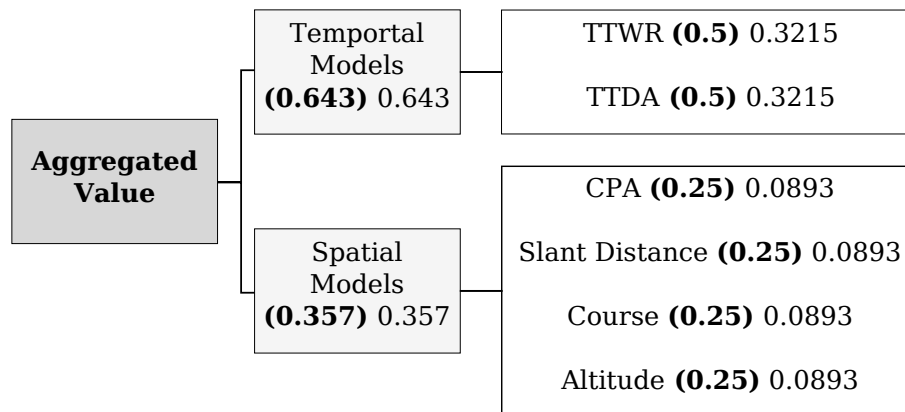 Aggregated
Value
Temportal
Models
(0.643) 0.643
TTWR (0.5) 0.3215
TTDA (0.5) 0.3215
Spatial
Models
(0.357) 0.357
CPA (0.25) 0.0893
Slant Distance (0.25) 0.0893
Course (0.25) 0.0893
Altitude (0.25) 0.0893